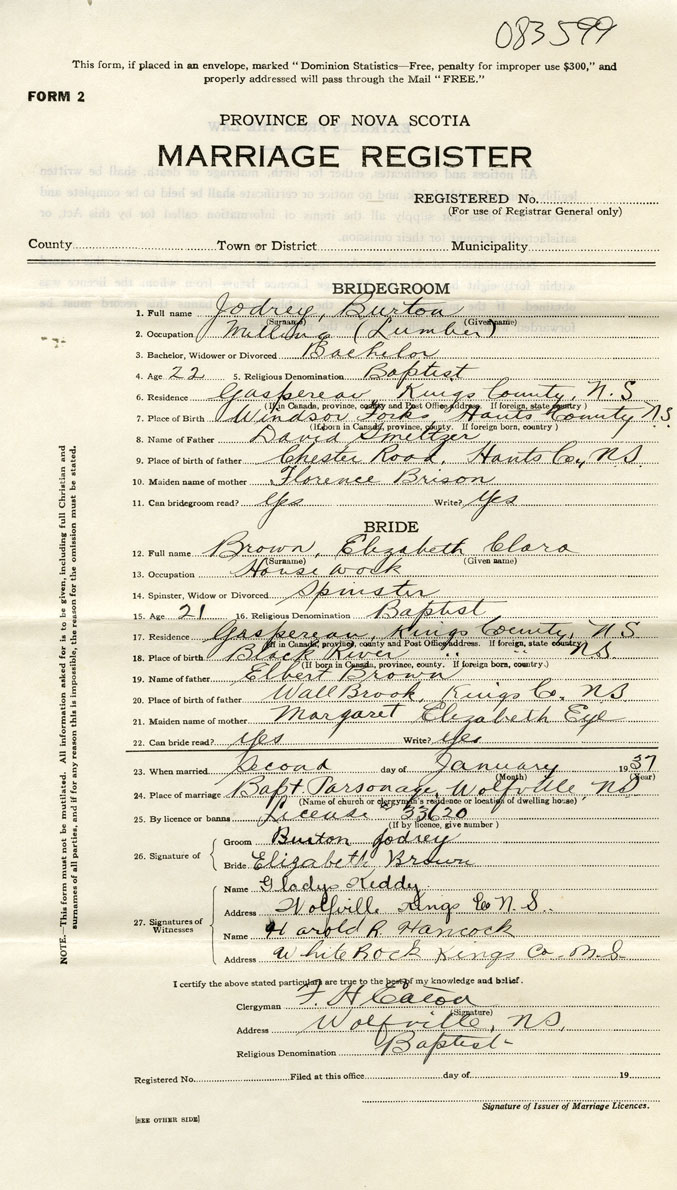 083599
This form, if placed in an envelope, marked "Dominion Statistics—Free, penalty for improper use $300," and
properly addressed will pass through the Mail "FREE."
FORM 2
PROVINCE OF NOVA SCOTIA
MARRIAGE REGISTER
REGISTERED No.
(For use of Registrar General only)
County Town or District Municipality
BRIDEGROOM
1. Full name Jodrey, Burton
(Surname) (Given name)
2. Occupation Milling (Lumber)
3. Bachelor, Widower or Divorced Bachelor
4. Age 22 5. Religious Denomination Baptist
6. Residence Gaspereau Kings County, N.S
(If in Canada, province, county and Post Office address. If foreign, state country)
7. Place of Birth Windsor Forks Hants County N.S.
(If born in Canada, province, county. If foreign born, country)
8. Name of Father David Smeltzer
9. Place of birth of father Chester Road, Hants Co, N.S.
10. Maiden name of mother Florence Brison
11. Can bridegroom read? Yes Write? Yes
BRIDE
12. Full name Brown, Elizabeth Clara
(Surname) (Given name)
13. Occupation House work
14. Spinster, Widow or Divorced Spinster
15. Age 21 16. Religious Denomination Baptist
17. Residence Gaspereau, Kings County, N S
(If in Canada, province, county and Post Office address. If foreign, state country)
18. Place of birth Black River " " N.S.
(If born in Canada, province, county. If foreign born, country.)
19. Name of father Elbert Brown
20. Place of birth of father Wall Brook Kings Co. NS
21. Maiden name of mother Margaret Elizabeth Eye
22. Can bride read? Yes Write? Yes
23. When married Second day of January 1937
(Month) (Year)
24. Place of marriage Bapt Parsonage, Wolfville, NS
(Name of church or clergyman's residence or location of dwelling house)
25. By licence or banns License 33620
(If by licence, give number)
26. Signature of
Groom Burton Jodrey
Bride Elizabeth Brown
27. Signatures of Witnesses
Name Gladys Keddy
Address Wolfville Kings Co N.S.
Name Harold R. Hancock
Address White Rock Kings Co. N.S.
I certify the above stated particulars are true to the best of my knowledge and belief.
Clergyman F. H. Eaton
(Signature)
Address Wolfville, N.S.
Religious Denomination Baptist
Registered No. Filed at this office day of 19
Signature of Issuer of Marriage Licences.
[SEE OTHER SIDE]
NOTE.—This form must not be mutilated. All information asked for is to be given, including full Christian and
surnames of all parties, and if for any reason this is impossible, the reason for the omission must be stated.